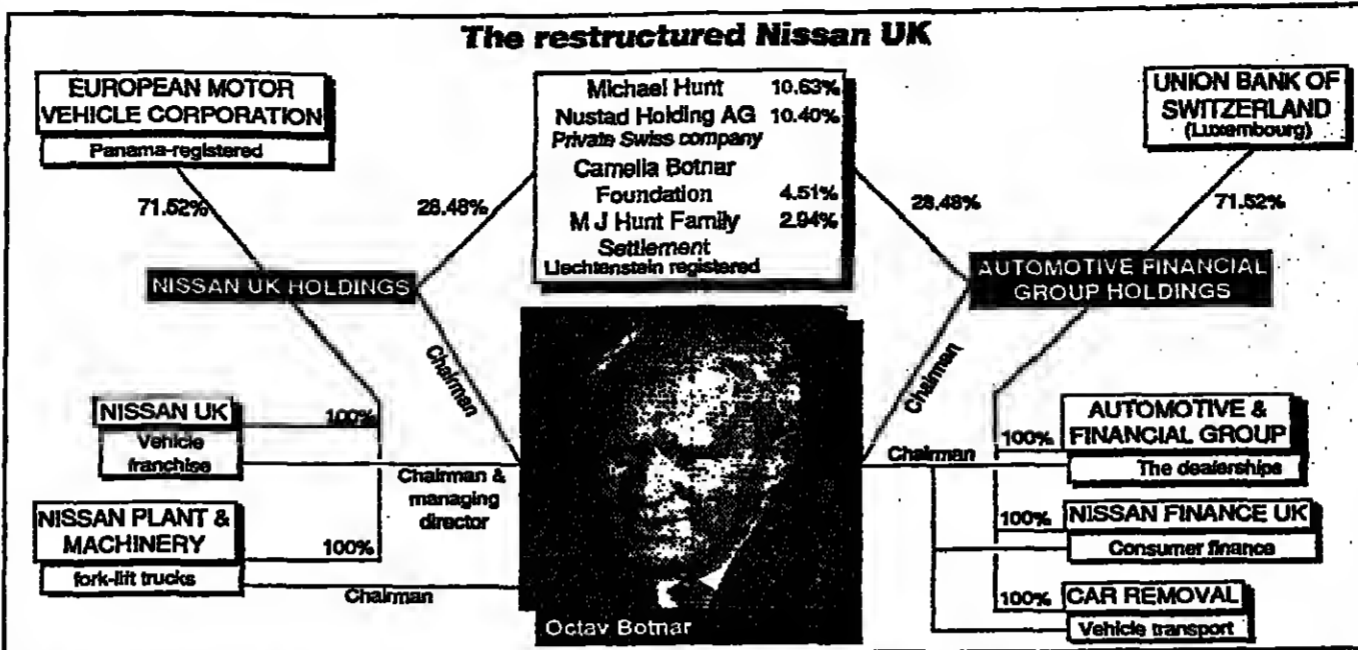 The restructured Nissan UK
EUROPEAN MOTOR
VEHICLE CORPORATION
Panama-registered
71.52%
28.48%
Michael Hunt 10.63%
Nustad Holding AG 10.40%
Private Swiss company
Camelia Botnar
Foundation 4.51%
M J Hunt Family 2.94%
Settlement
Liechtenstein registered
28.48%
UNION BANK OF
SWITZERLAND
(Luxembourg)
71.52%
NISSAN UK HOLDINGS
AUTOMOTIVE FINANCIAL
GROUP HOLDINGS
Chairman
Chairman
NISSAN UK
Vehicle
franchise
100%
Chairman &
managing
director
NISSAN PLANT &
MACHINERY
fork-lift trucks
100%
Chairman
Octav Botnar
Chairman
100%
AUTOMOTIVE &
FINANCIAL GROUP
The dealerships
100%
NISSAN FINANCE UK
Consumer finance
100%
CAR REMOVAL
Vehicle transport